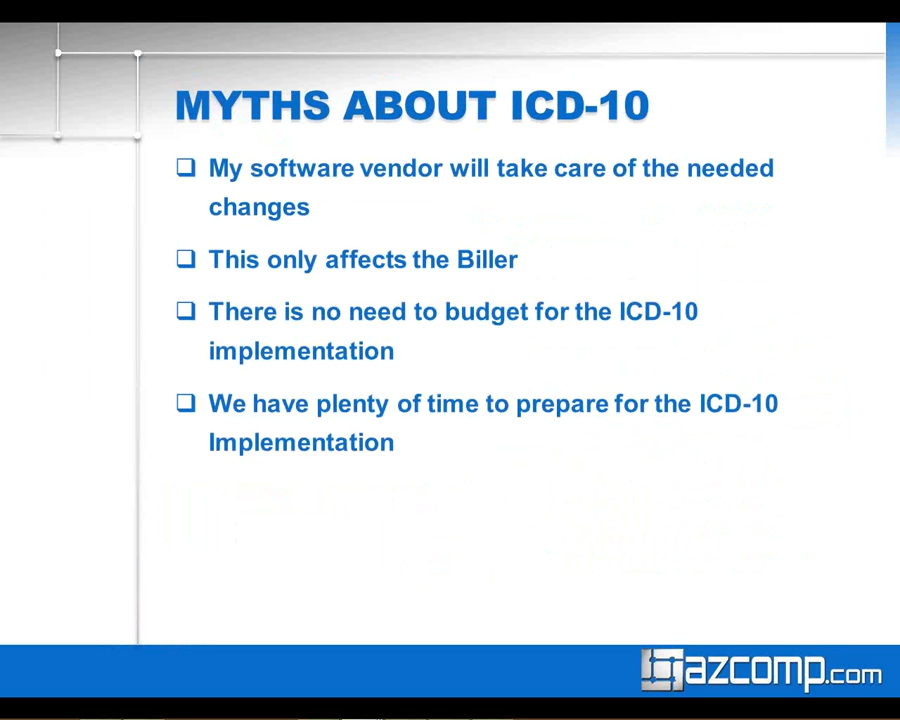 MYTHS ABOUT ICD-10
My software vendor will take care of the needed
changes
This only affects the Biller
There is no need to budget for the ICD-10
implementation
We have plenty of time to prepare for the ICD-10
Implementation
azcomp.com